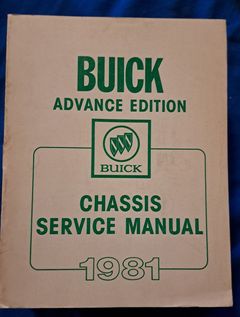 BUICK
ADVANCE EDITION
BUICK
CHASSIS
SERVICE MANUAL
1981